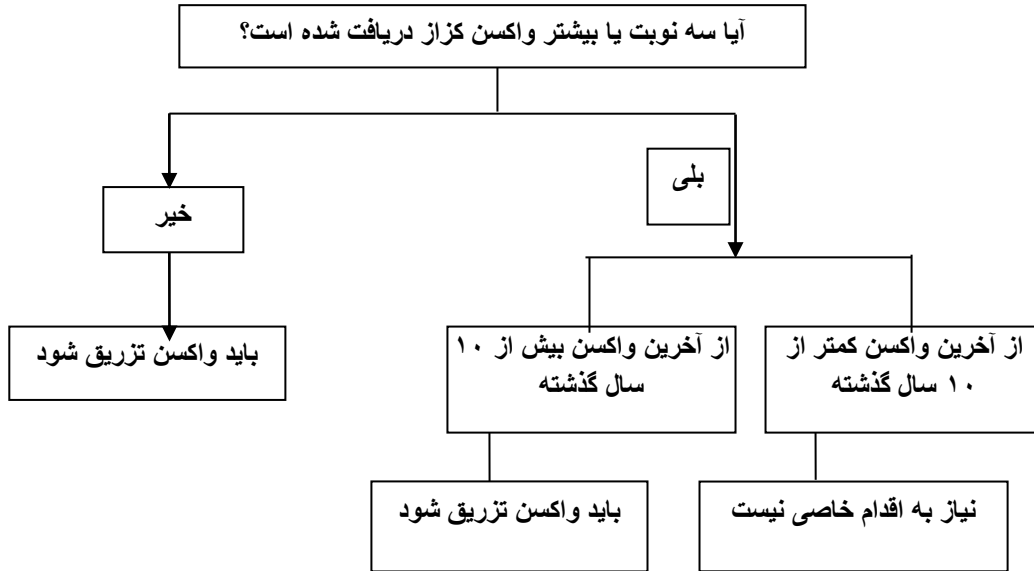 آیا سه نوبت یا بیشتر واکسن کزاز دریافت شده است؟
بلی
خیر
از آخرین واکسن کمتر از
۱۰ سال گذشته
از آخرین واکسن بیش از ۱۰
سال گذشته
باید واکسن تزریق شود
نیاز به اقدام خاصی نیست
باید واکسن تزریق شود